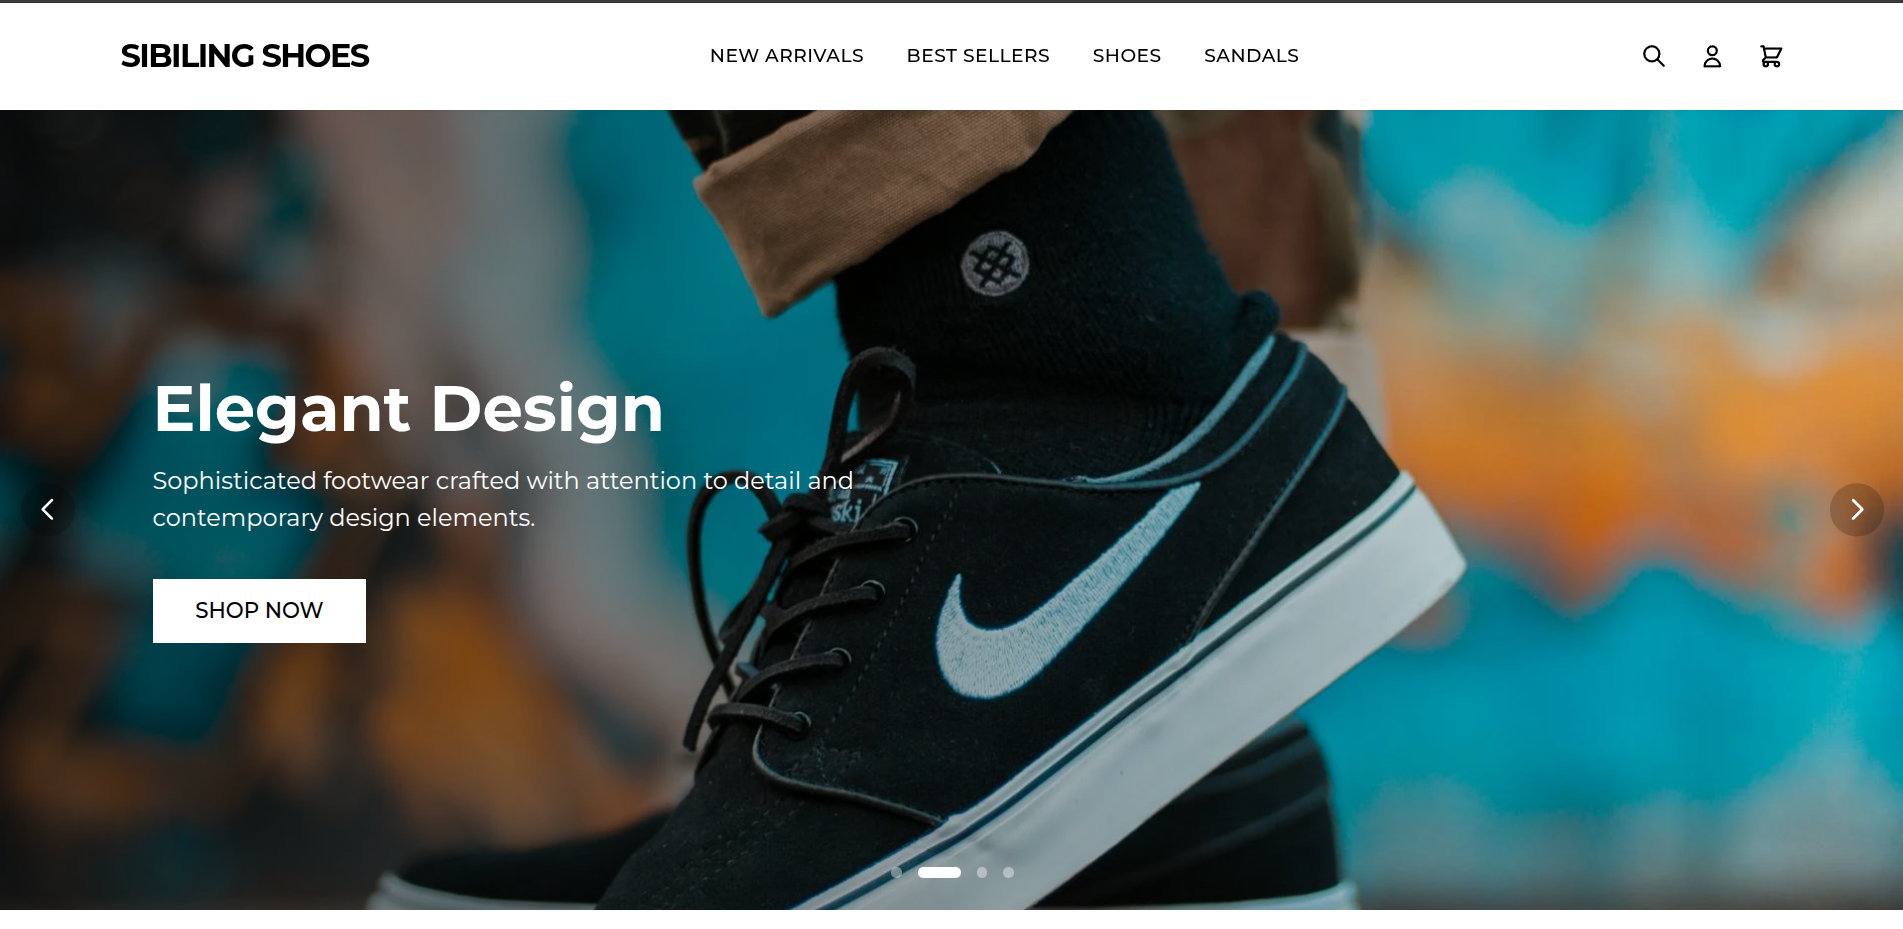 SIBILING SHOES
NEW ARRIVALS
BEST SELLERS
SHOES
SANDALS
Elegant Design
Sophisticated footwear crafted with attention to detail and
contemporary design elements.
SHOP NOW